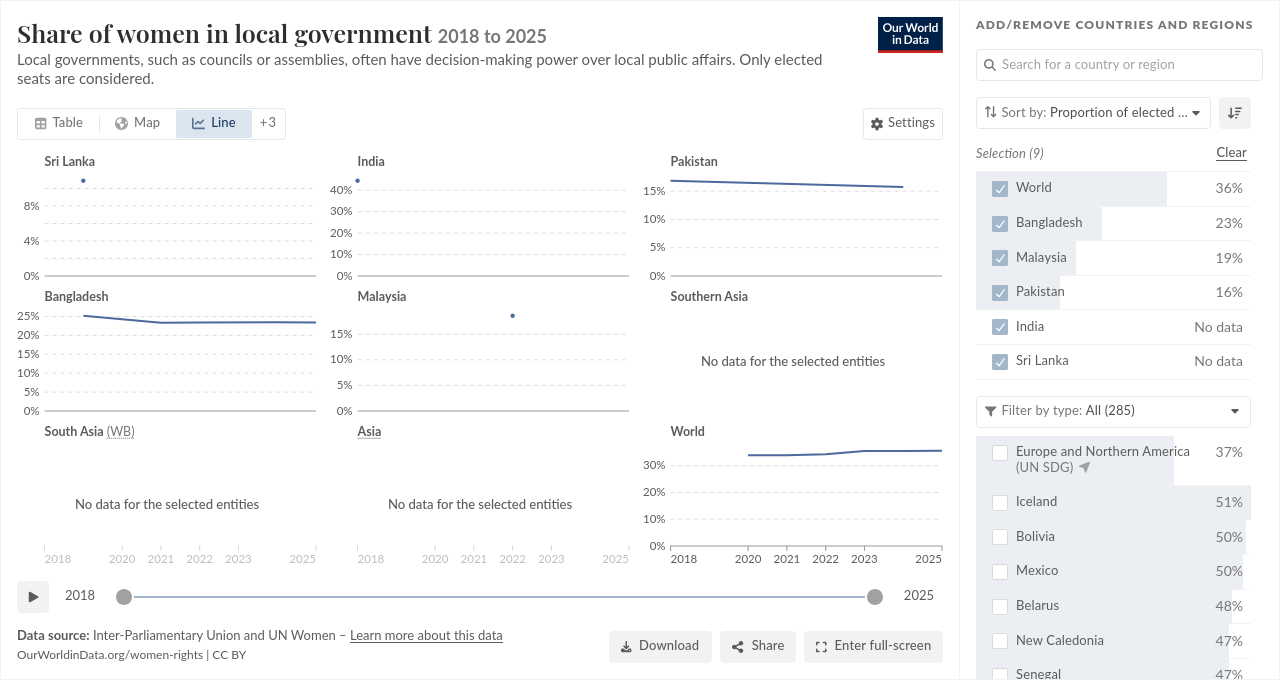 Share of women in local government 2018 to 2025
Local governments, such as councils or assemblies, often have decision-making power over local public affairs. Only elected
seats are considered.
Our World
in Data
Table
Map
Line
+3
Settings
Sri Lanka
8%
4%
0%
India
40%
30%
20%
10%
0%
Pakistan
15%
10%
5%
0%
Bangladesh
25%
20%
15%
10%
5%
0%
Malaysia
15%
10%
5%
0%
Southern Asia
No data for the selected entities
South Asia (WB)
No data for the selected entities
2018 2020 2021 2022 2023 2025
Asia
No data for the selected entities
2018 2020 2021 2022 2023 2025
World
30%
20%
10%
0%
2018 2020 2021 2022 2023 2025
2018
2025
Data source: Inter-Parliamentary Union and UN Women – Learn more about this data
OurWorldinData.org/women-rights | CC BY
Download
Share
Enter full-screen
ADD/REMOVE COUNTRIES AND REGIONS
Search for a country or region
Sort by: Proportion of elected ...
Selection (9)
Clear
World 36%
Bangladesh 23%
Malaysia 19%
Pakistan 16%
India No data
Sri Lanka No data
Filter by type: All (285)
Europe and Northern America 37%
(UN SDG)
Iceland 51%
Bolivia 50%
Mexico 50%
Belarus 48%
New Caledonia 47%
Senegal 47%